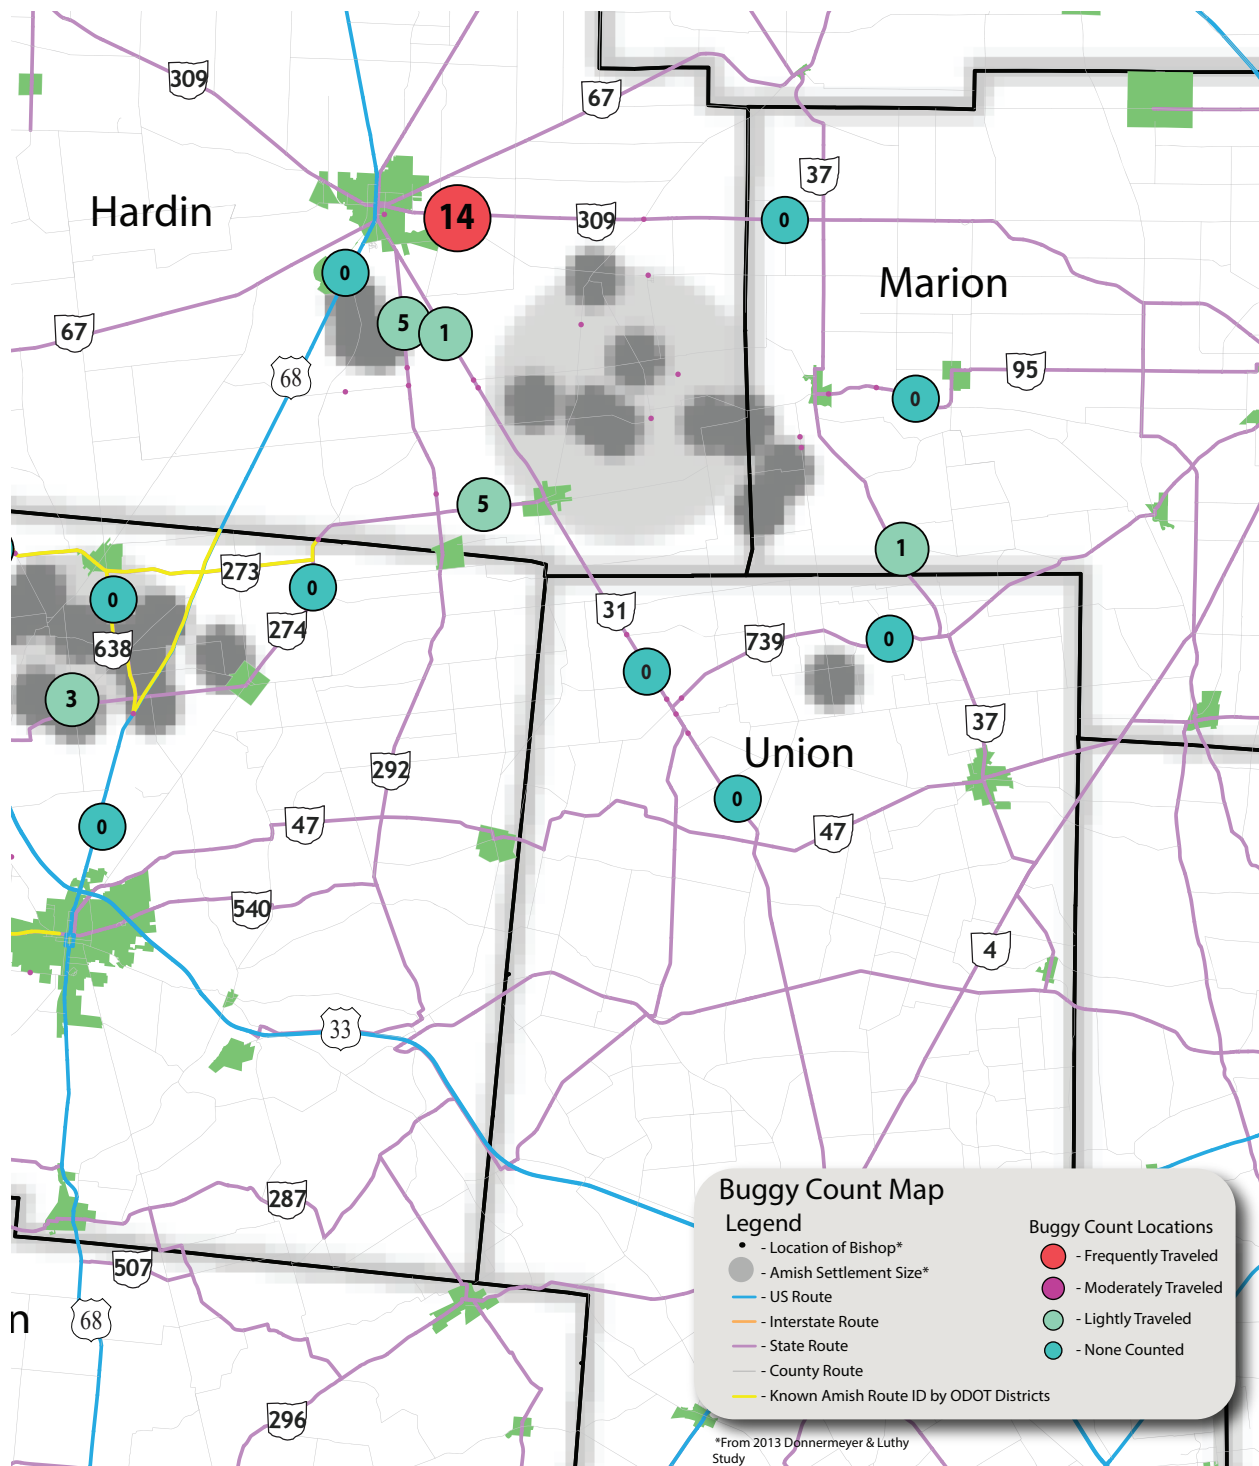 309
67
37
Hardin
14
309
0
0
Marion
67
5
1
68
95
0
5
1
273
0
0
274
31
638
739
0
0
3
37
Union
292
0
47
0
47
540
4
33
287
507
68
n
296
Buggy Count Map
Legend
- Location of Bishop*
- Amish Settlement Size*
- US Route
- Interstate Route
- State Route
- County Route
- Known Amish Route ID by ODOT Districts
Buggy Count Locations
- Frequently Traveled
- Moderately Traveled
- Lightly Traveled
- None Counted
*From 2013 Donnermeyer & Luthy
Study